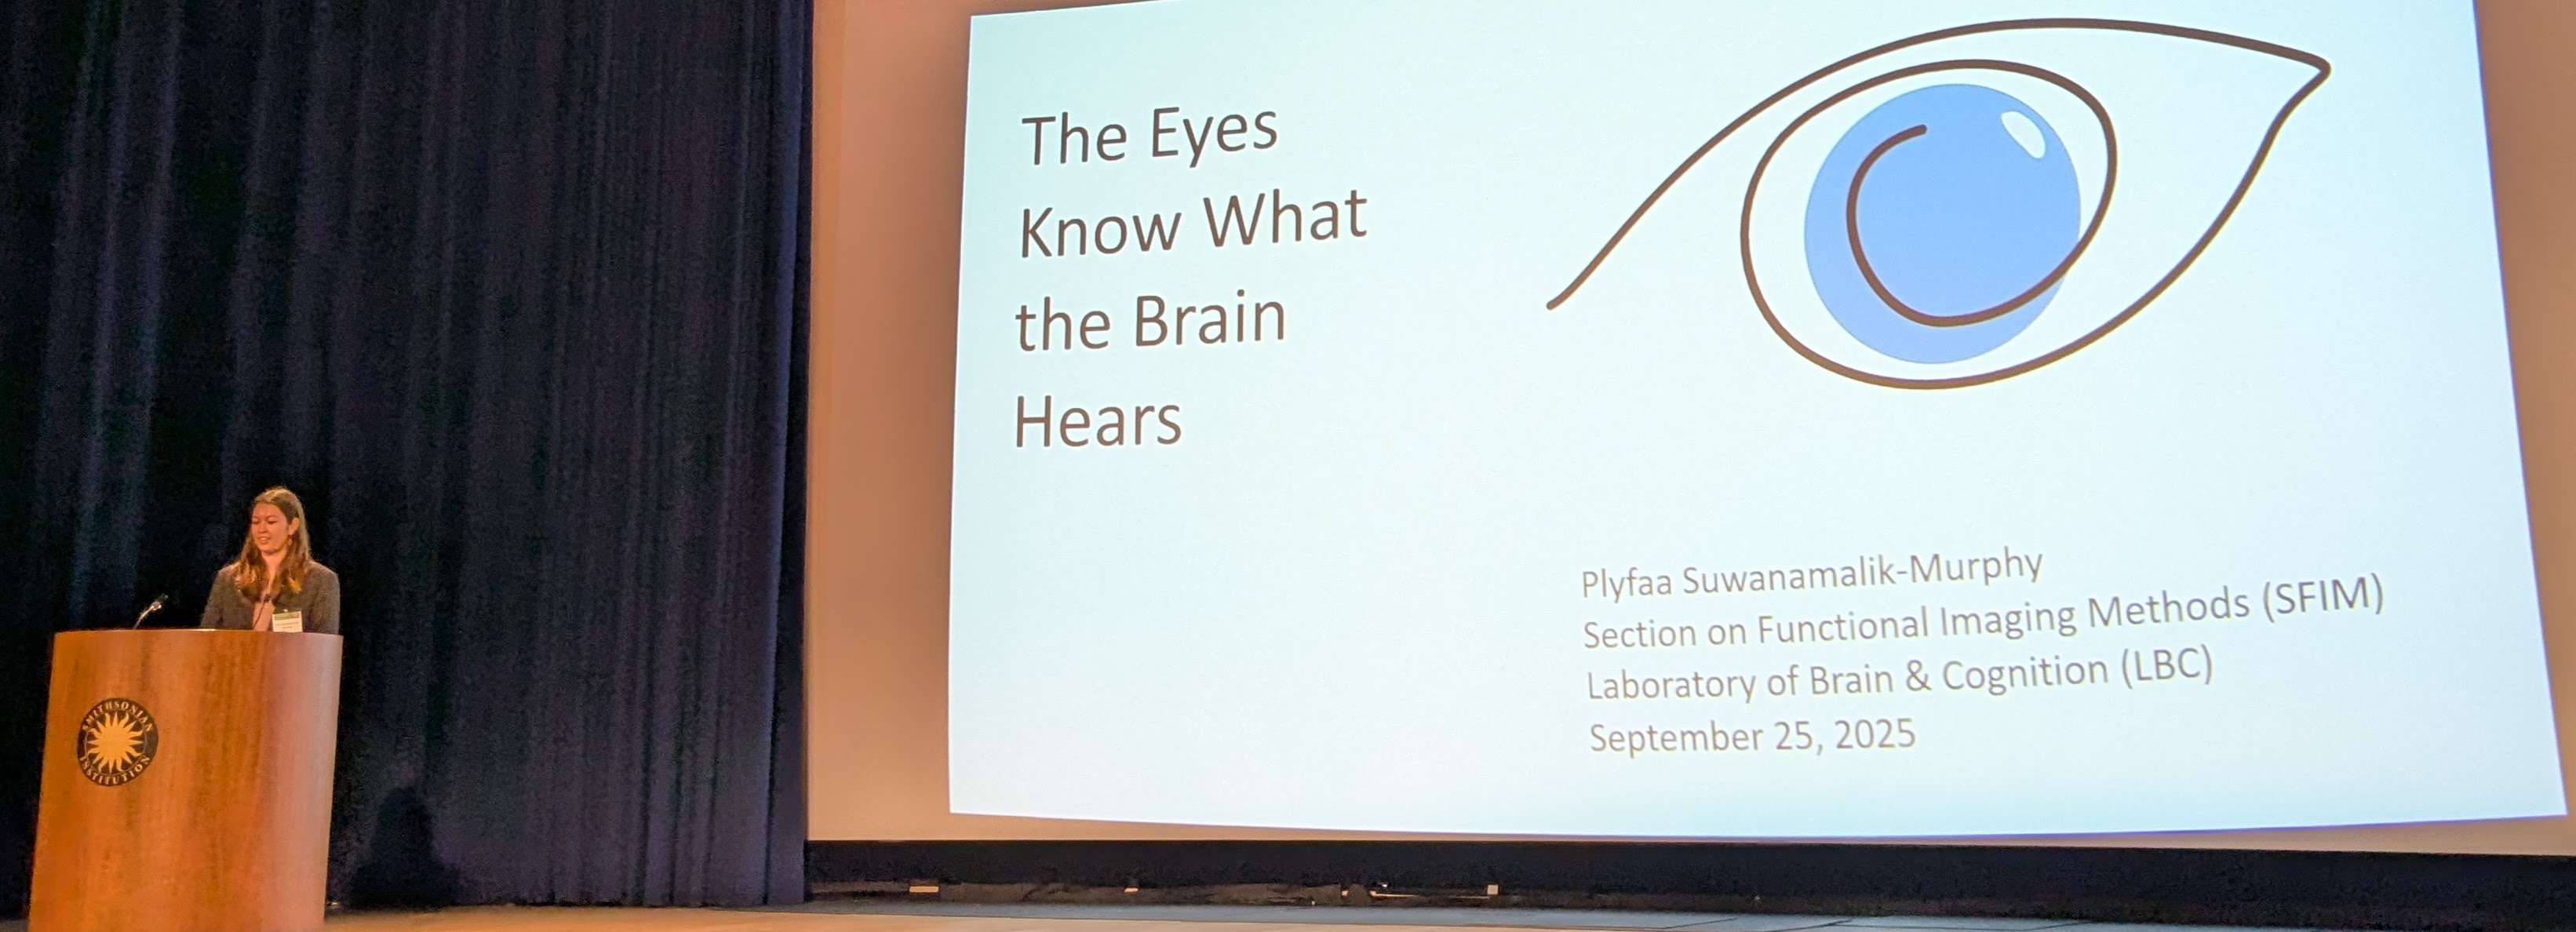 The Eyes
Know What
the Brain
Hears
Plyfaa Suwanamalik-Murphy
Section on Functional Imaging Methods (SFIM)
Laboratory of Brain & Cognition (LBC)
September 25, 2025
SMITHSONIAN
INSTITUTION